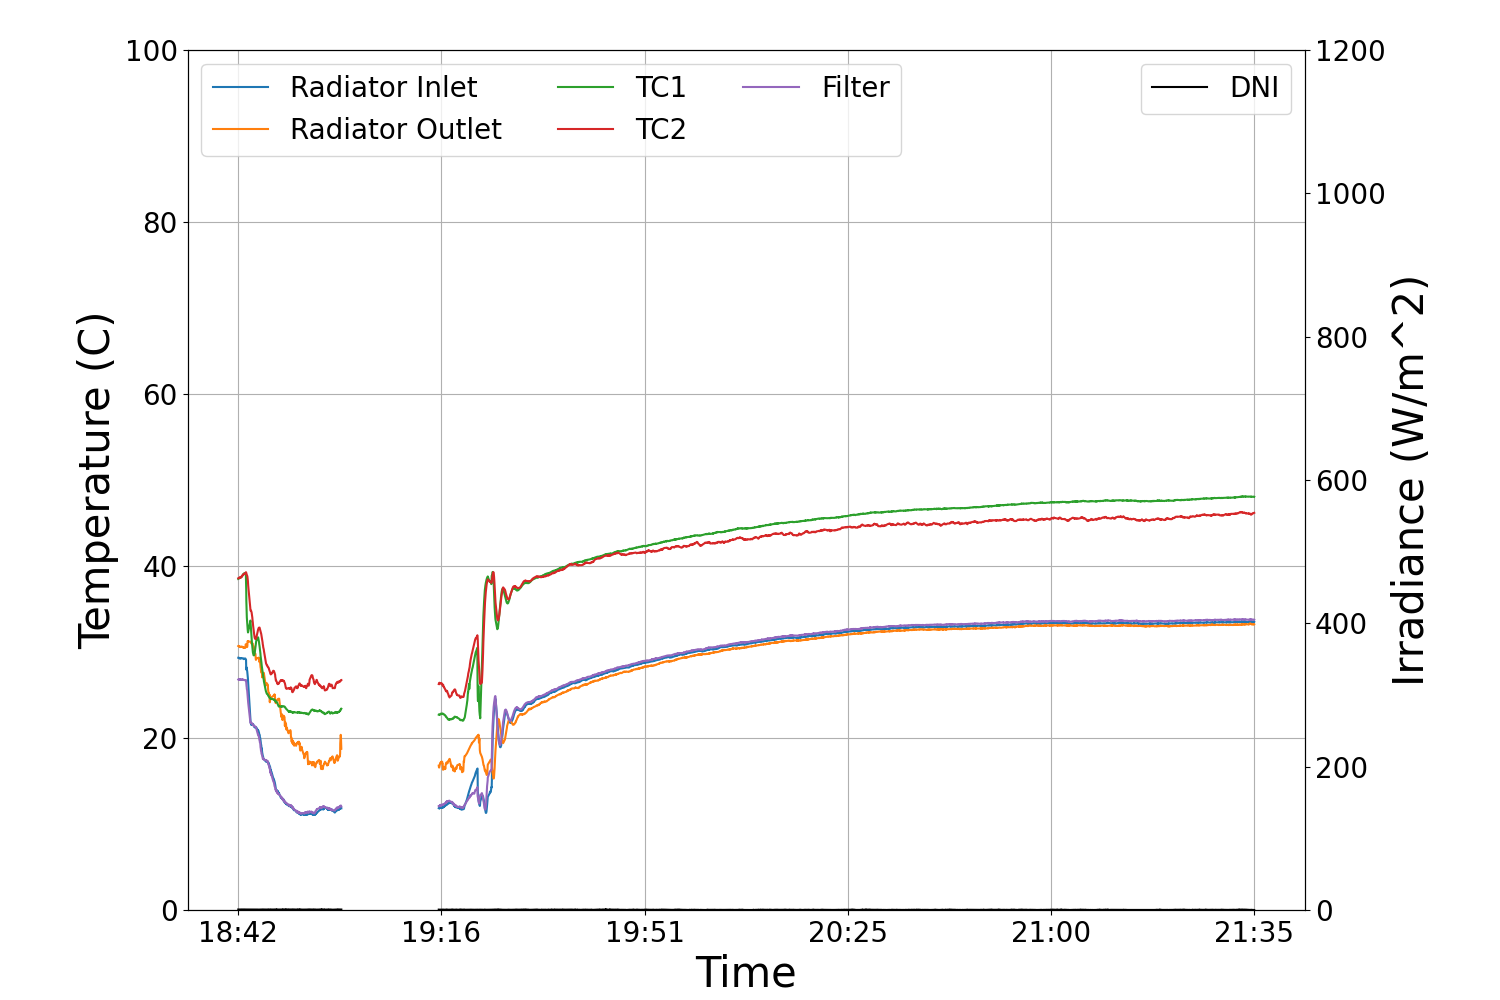 100
80
60
40
20
0
Temperature (C)
Radiator Inlet
Radiator Outlet
TC1
TC2
Filter
DNI
1200
1000
800
600
400
200
0
Irradiance (W/m^2)
18:42 19:16 19:51 20:25 21:00 21:35
Time